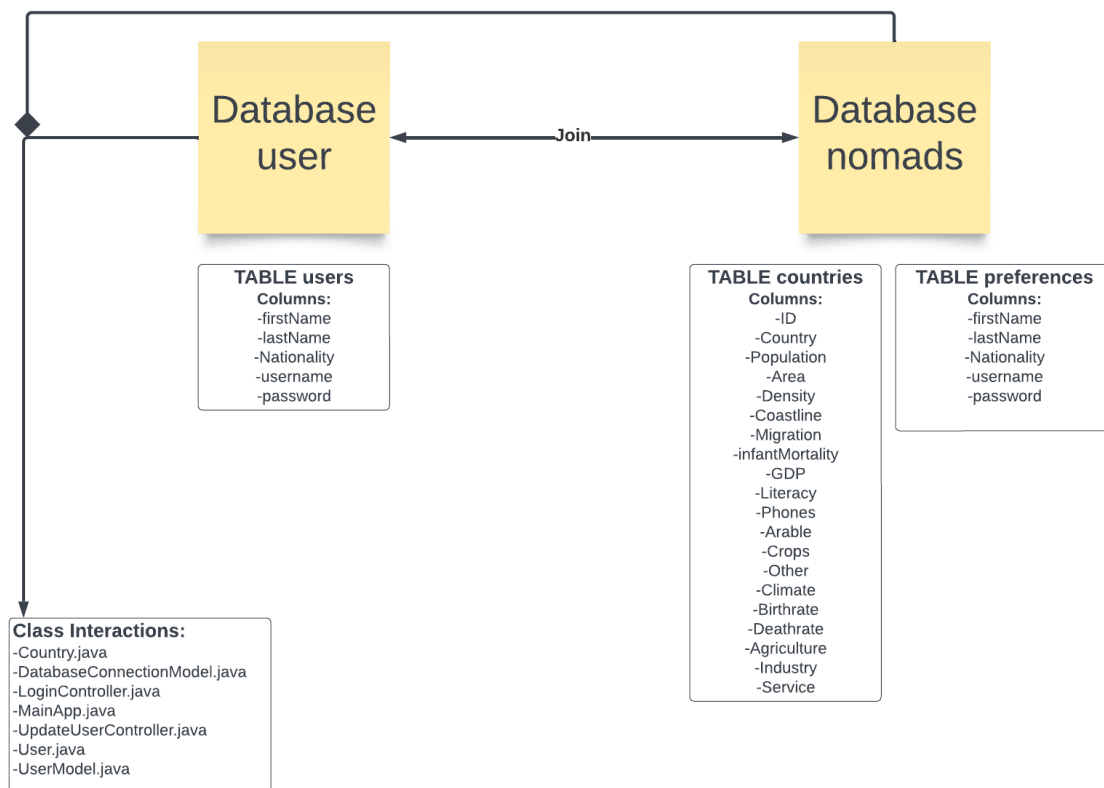 Database
user
Join
Database
nomads
TABLE users
Columns:
-firstName
-lastName
-Nationality
-username
-password
TABLE countries
Columns:
-ID
-Country
-Population
-Area
-Density
-Coastline
-Migration
-infantMortality
-GDP
-Literacy
-Phones
-Arable
-Crops
-Other
-Climate
-Birthrate
-Deathrate
-Agriculture
-Industry
-Service
TABLE preferences
Columns:
-firstName
-lastName
-Nationality
-username
-password
Class Interactions:
-Country.java
-DatabaseConnectionModel.java
-LoginController.java
-MainApp.java
-UpdateUserController.java
-User.java
-UserModel.java